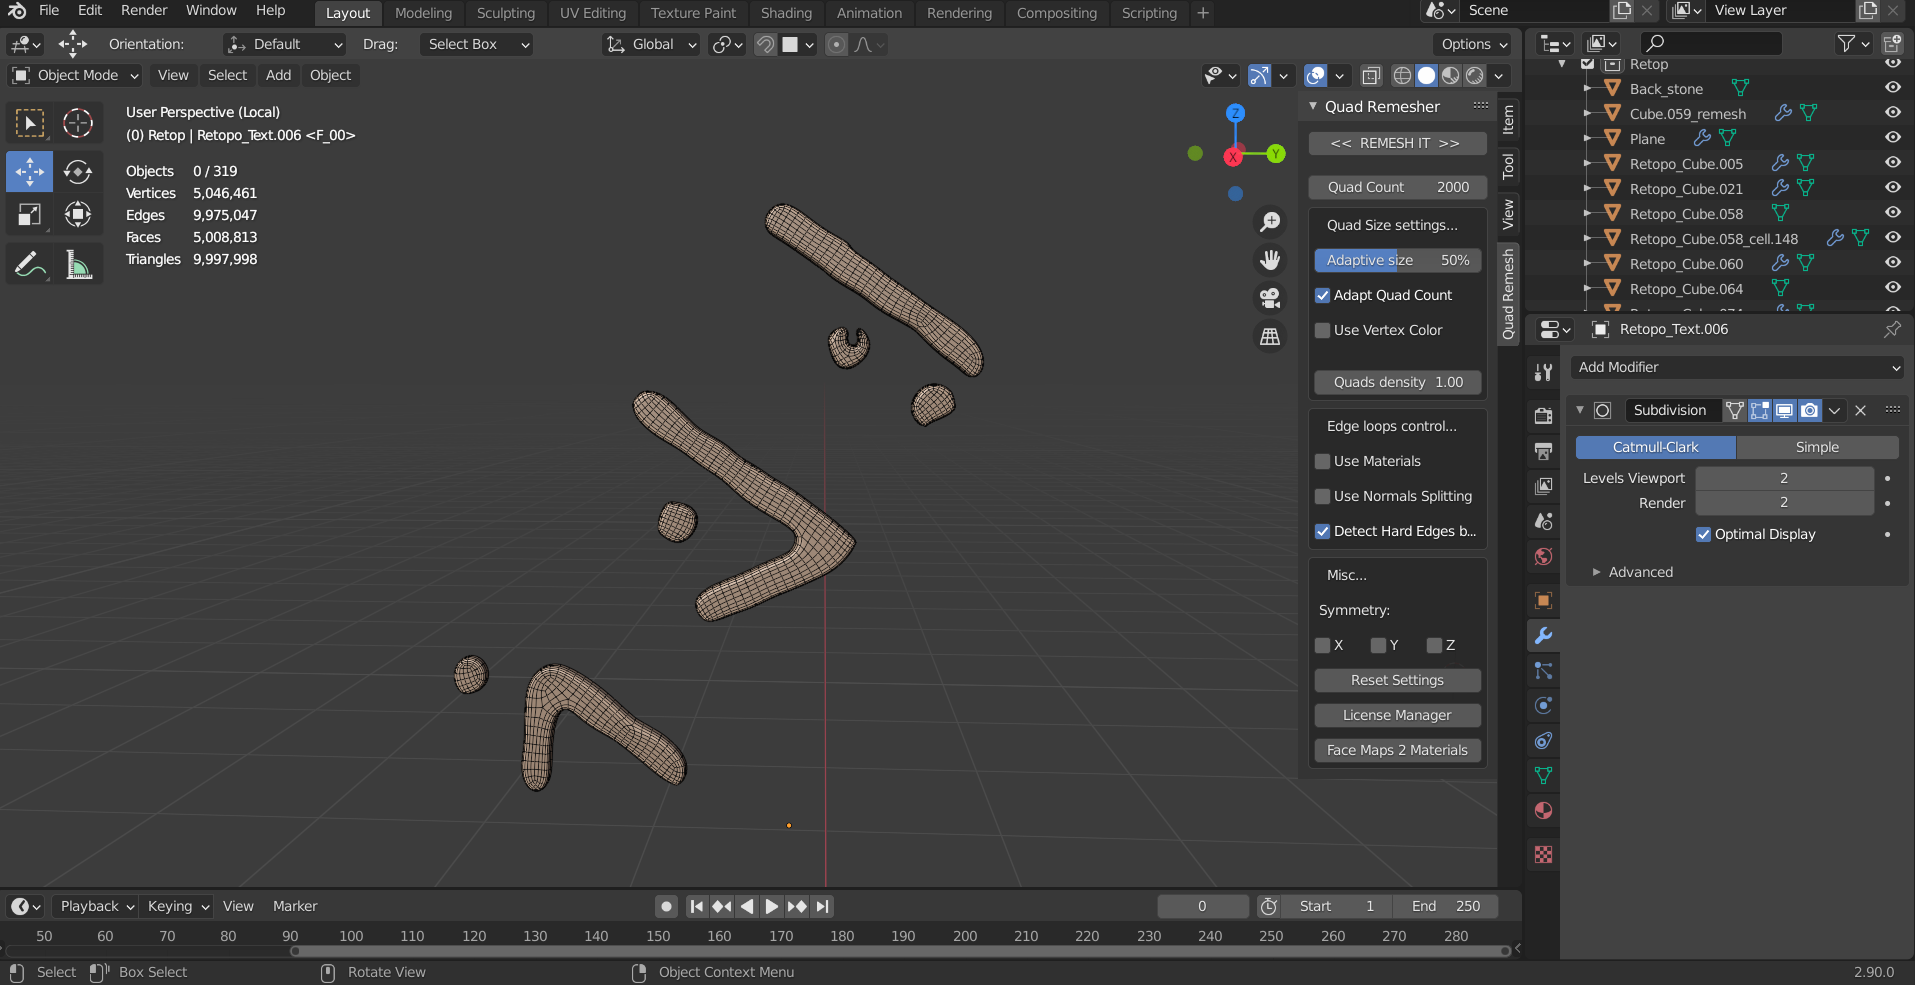 File Edit Render Window Help Layout Modeling Sculpting UV Editing Texture Paint Shading Animation Rendering Compositing Scripting + Scene View Layer
Orientation: Default Drag: Select Box Global Options
Object Mode View Select Add Object
User Perspective (Local)
(0) Retop | Retopo_Text.006 <F_00>
Objects 0 / 319
Vertices 5,046,461
Edges 9,975,047
Faces 5,008,813
Triangles 9,997,998
Z
X
Y
Quad Remesher
<< REMESH IT >>
Quad Count 2000
Quad Size settings...
Adaptive size 50%
Adapt Quad Count
Use Vertex Color
Quads density 1.00
Edge loops control...
Use Materials
Use Normals Splitting
Detect Hard Edges b...
Misc...
Symmetry:
X Y Z
Reset Settings
License Manager
Face Maps 2 Materials
Item
Tool
View
Quad Remesh
Retop
Back_stone
Cube.059_remesh
Plane
Retopo_Cube.005
Retopo_Cube.021
Retopo_Cube.058
Retopo_Cube.058_cell.148
Retopo_Cube.060
Retopo_Cube.064
Retopo_Text.006
Add Modifier
Subdivision
Catmull-Clark Simple
Levels Viewport 2
Render 2
Optimal Display
Advanced
Playback Keying View Marker 0 Start 1 End 250
50 60 70 80 90 100 110 120 130 140 150 160 170 180 190 200 210 220 230 240 250 260 270 280
Select Box Select Rotate View Object Context Menu 2.90.0